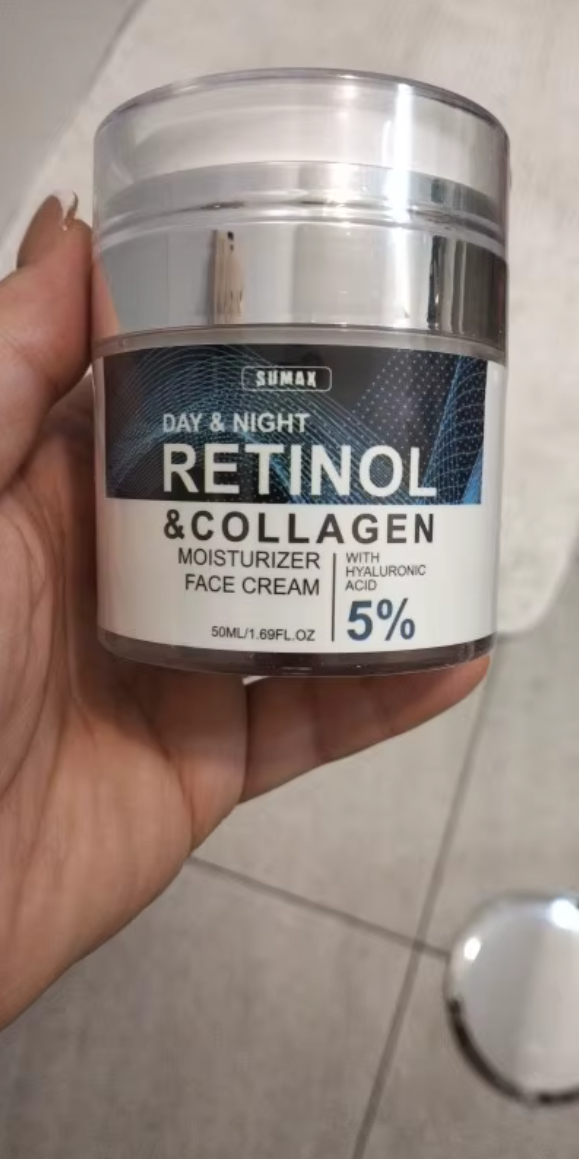 SUMAX
DAY & NIGHT
RETINOL
&COLLAGEN
MOISTURIZER
FACE CREAM
50ML/1.69FL.OZ
WITH
HYALURONIC
ACID
5%